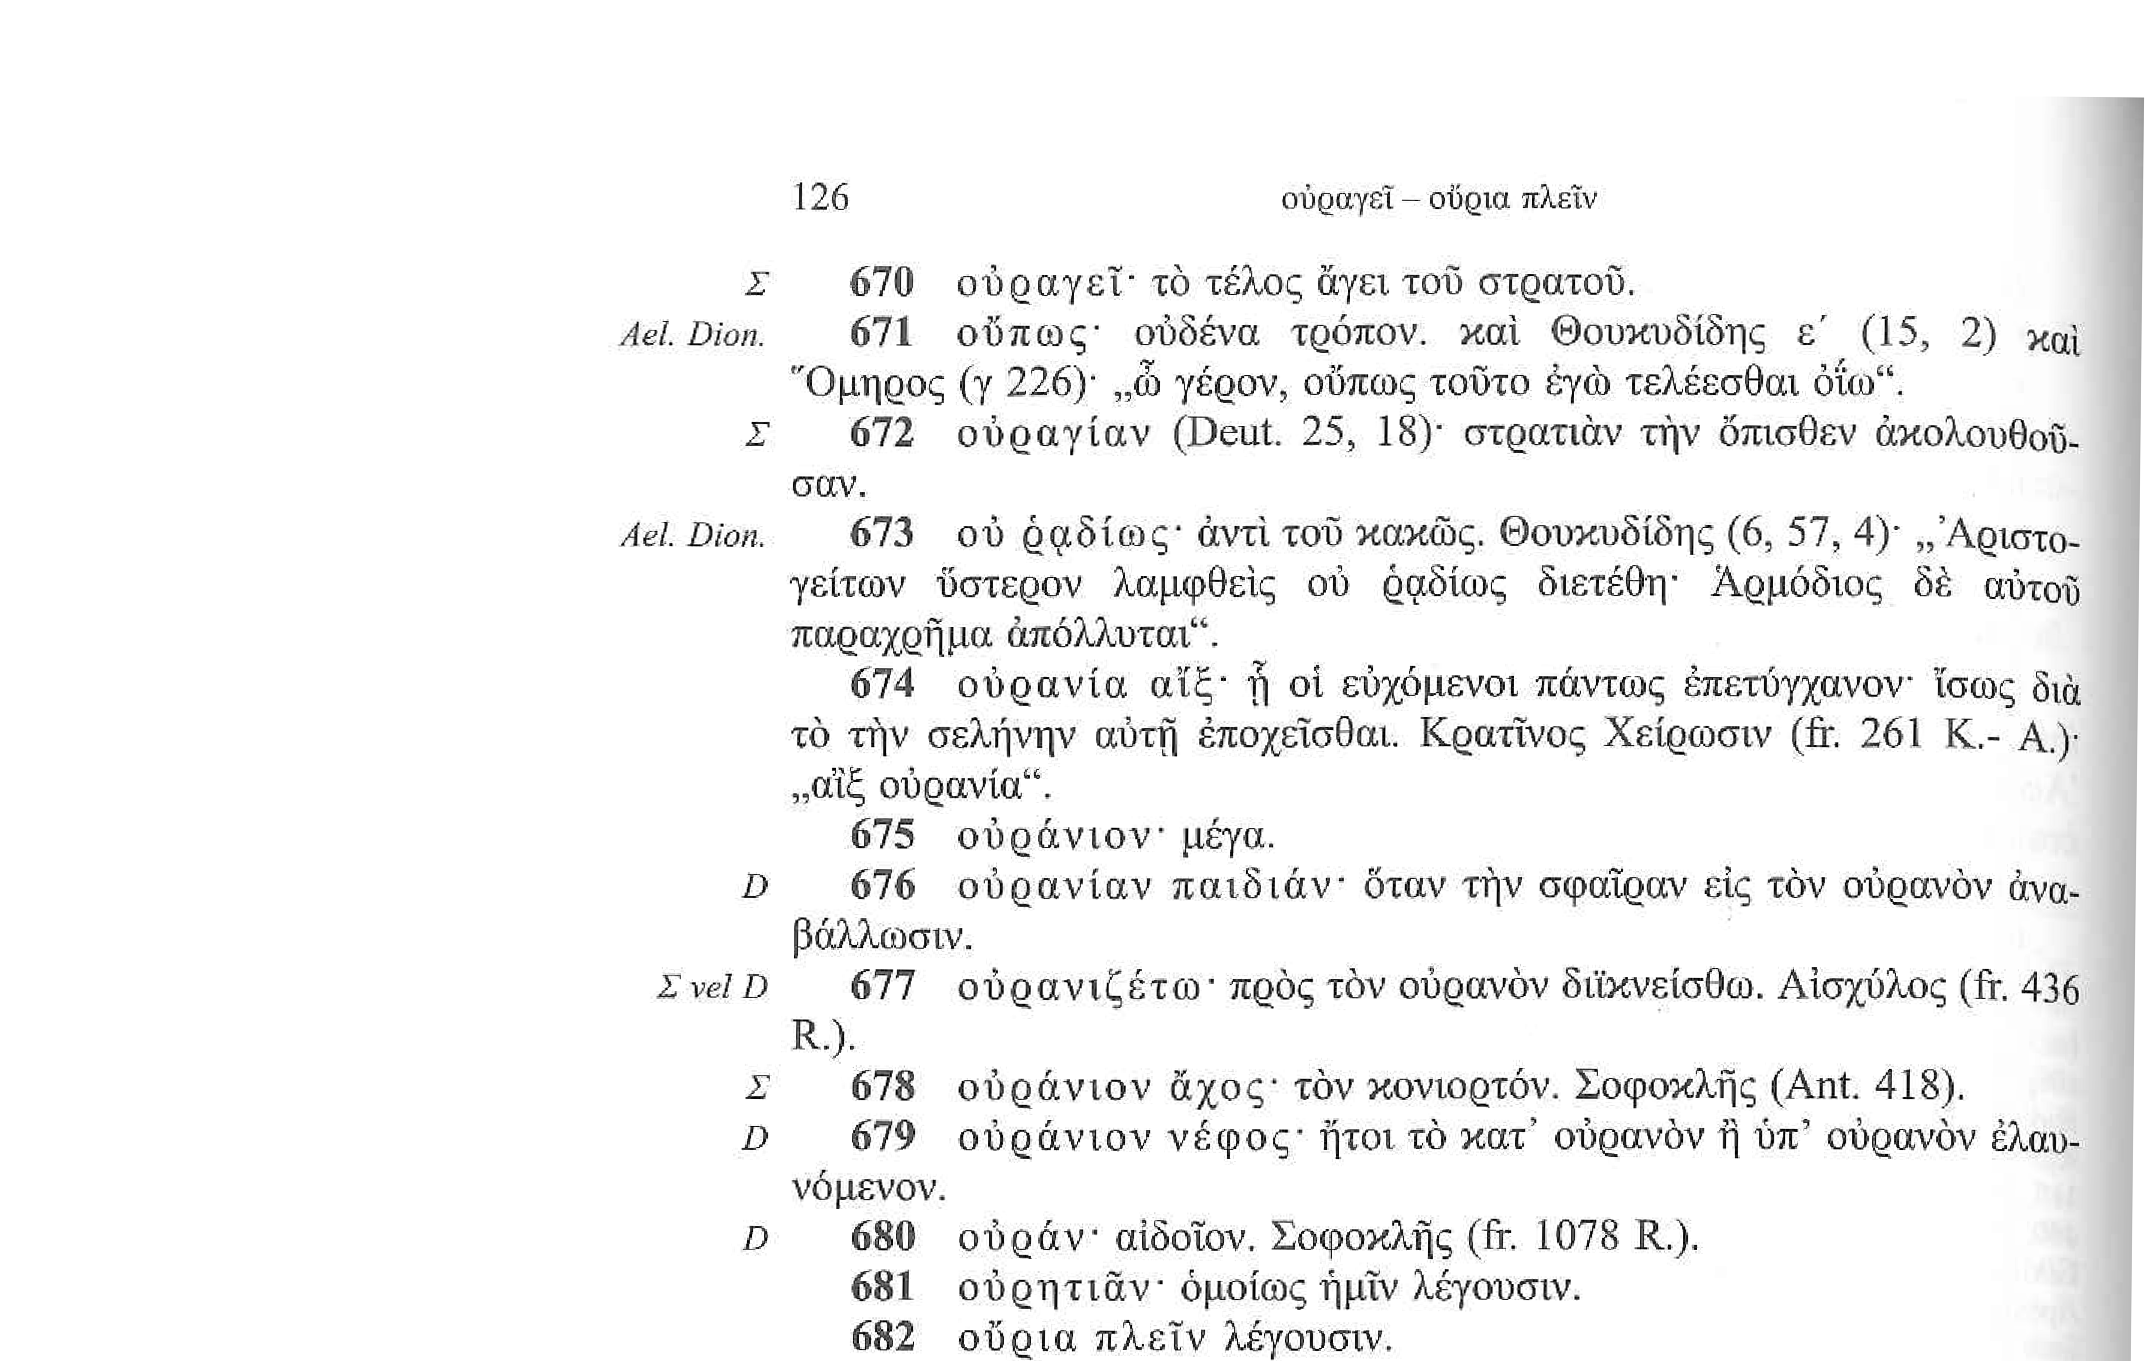 126 οὐραγεῖ – οὔρια πλεῖν
Σ 670 οὐραγεῖ· τὸ τέλος ἄγει τοῦ στρατοῦ.
Ael. Dion. 671 οὔπως· οὐδένα τρόπον. καὶ Θουκυδίδης ε′ (15, 2) καὶ
Ὅμηρος (γ 226)· „ὦ γέρον, οὔπως τοῦτο ἐγὼ τελέεσθαι ὀΐω“.
Σ 672 οὐραγίαν (Deut. 25, 18)· στρατιὰν τὴν ὄπισθεν ἀκολουθοῦ-
σαν.
Ael. Dion. 673 οὐ ῥᾳδίως· ἀντὶ τοῦ κακῶς. Θουκυδίδης (6, 57, 4)· „Ἀριστο-
γείτων ὕστερον λαμφθεὶς οὐ ῥᾳδίως διετέθη· Ἁρμόδιος δὲ αὐτοῦ
παραχρῆμα ἀπόλλυται“.
674 οὐρανία αἴξ· ᾗ οἱ εὐχόμενοι πάντως ἐπετύγχανον· ἴσως διὰ
τὸ τὴν σελήνην αὐτῇ ἐποχεῖσθαι. Κρατῖνος Χείρωσιν (fr. 261 K.- A.)·
„αἲξ οὐρανία“.
675 οὐράνιον· μέγα.
D 676 οὐρανίαν παιδιάν· ὅταν τὴν σφαῖραν εἰς τὸν οὐρανὸν ἀνα-
βάλλωσιν.
Σ vel D 677 οὐρανιζέτω· πρὸς τὸν οὐρανὸν διϊκνείσθω. Αἰσχύλος (fr. 436
R.).
Σ 678 οὐράνιον ἄχος· τὸν κονιορτόν. Σοφοκλῆς (Ant. 418).
D 679 οὐράνιον νέφος· ἤτοι τὸ κατ’ οὐρανὸν ἢ ὑπ’ οὐρανὸν ἐλαυ-
νόμενον.
D 680 οὐράν· αἰδοῖον. Σοφοκλῆς (fr. 1078 R.).
681 οὐρητιᾶν· ὁμοίως ἡμῖν λέγουσιν.
682 οὔρια πλεῖν λέγουσιν.